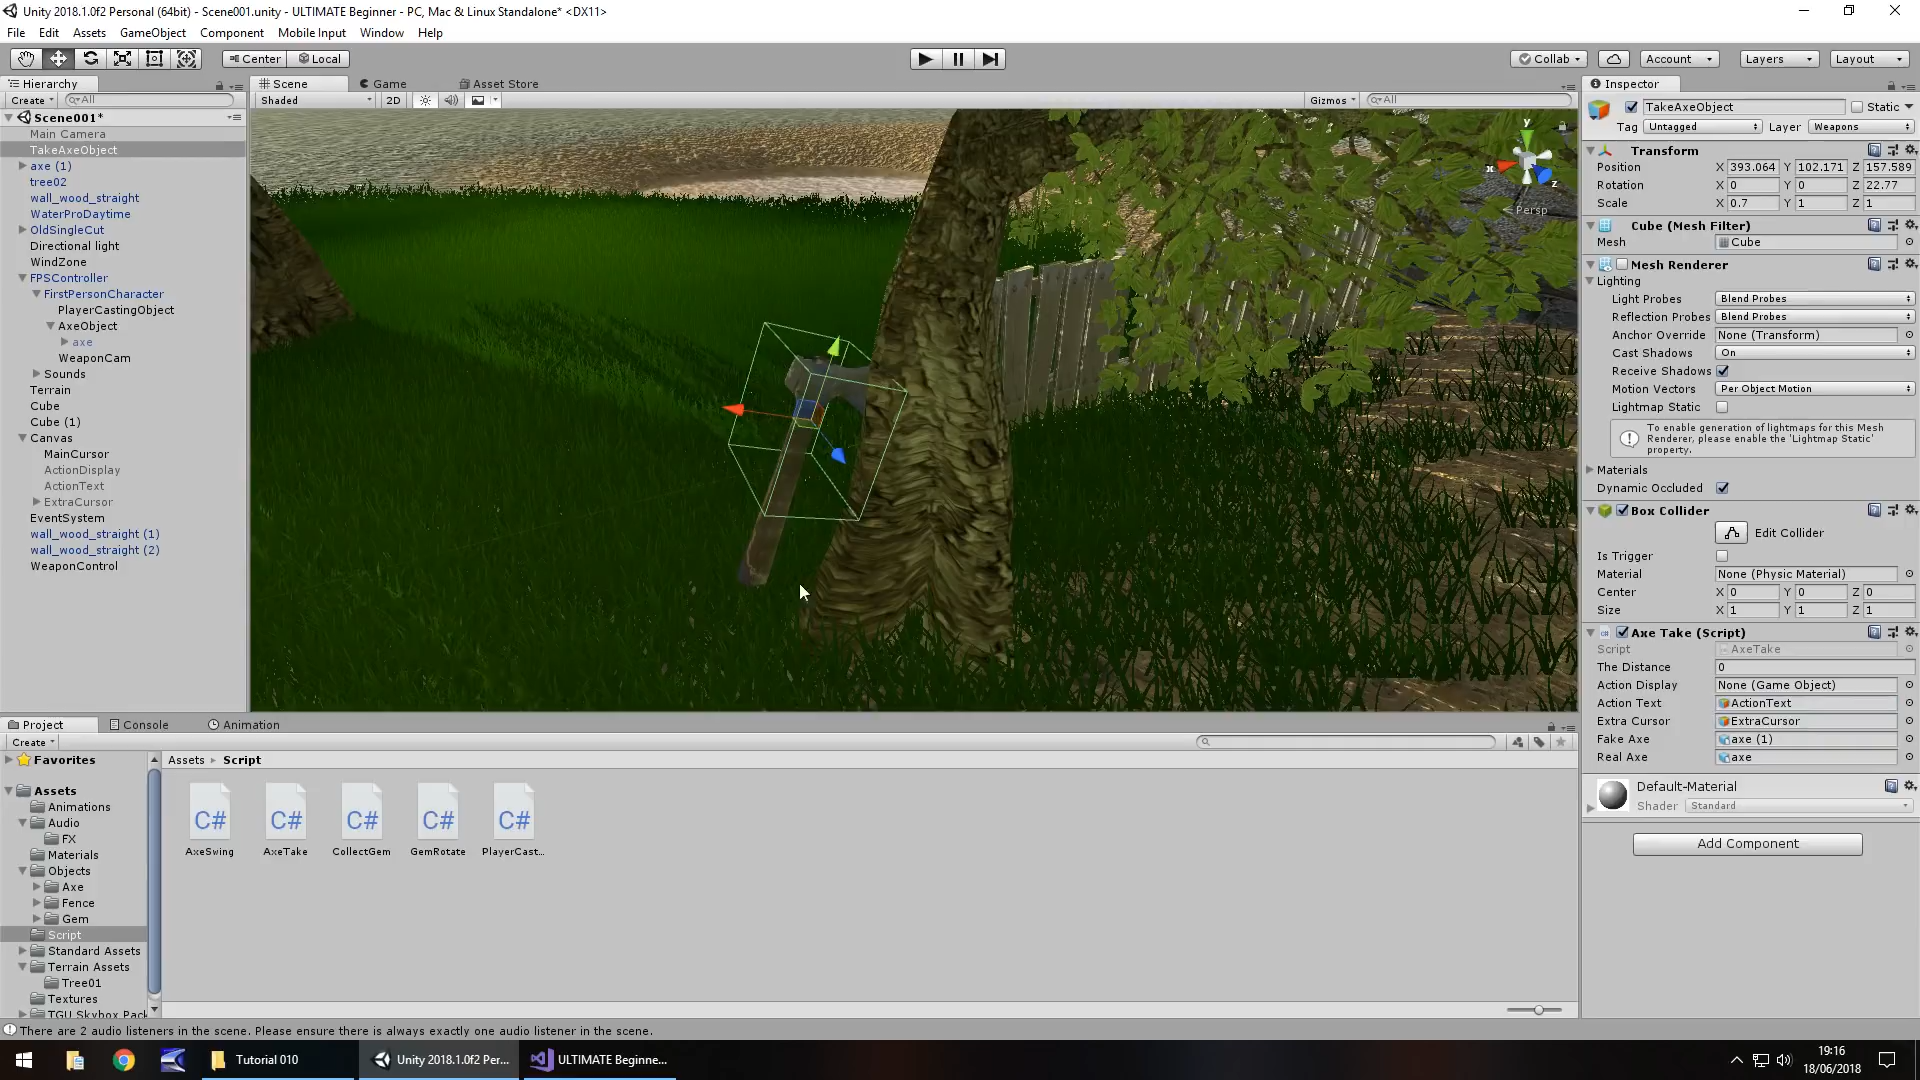 Unity 2018.1.0f2 Personal (64bit) - Scene001.unity - ULTIMATE Beginner - PC, Mac & Linux Standalone* <DX11>
File Edit Assets GameObject Component Mobile Input Window Help
Center Local
Collab Account Layers Layout
Hierarchy
Create All
Scene001*
Main Camera
TakeAxeObject
axe (1)
tree02
wall_wood_straight
WaterProDaytime
OldSingleCut
Directional light
WindZone
FPSController
FirstPersonCharacter
PlayerCastingObject
AxeObject
axe
WeaponCam
Sounds
Terrain
Cube
Cube (1)
Canvas
MainCursor
ActionDisplay
ActionText
ExtraCursor
EventSystem
wall_wood_straight (1)
wall_wood_straight (2)
WeaponControl
Scene Game Asset Store
Shaded 2D Gizmos All
y
x
z
Persp
Inspector
TakeAxeObject Static
Tag Untagged Layer Weapons
Transform
Position X 393.064 Y 102.171 Z 157.589
Rotation X 0 Y 0 Z 22.77
Scale X 0.7 Y 1 Z 1
Cube (Mesh Filter)
Mesh Cube
Mesh Renderer
Lighting
Light Probes Blend Probes
Reflection Probes Blend Probes
Anchor Override None (Transform)
Cast Shadows On
Receive Shadows
Motion Vectors Per Object Motion
Lightmap Static
To enable generation of lightmaps for this Mesh
Renderer, please enable the 'Lightmap Static'
property.
Materials
Dynamic Occluded
Box Collider
Edit Collider
Is Trigger
Material None (Physic Material)
Center X 0 Y 0 Z 0
Size X 1 Y 1 Z 1
Axe Take (Script)
Script AxeTake
The Distance 0
Action Display None (Game Object)
Action Text ActionText
Extra Cursor ExtraCursor
Fake Axe axe (1)
Real Axe axe
Default-Material
Shader Standard
Add Component
Project Console Animation
Create
Favorites
Assets
Animations
Audio
FX
Materials
Objects
Axe
Fence
Gem
Script
Standard Assets
Terrain Assets
Tree01
Textures
TGU Skybox Pack
Assets Script
C# C# C# C# C#
AxeSwing AxeTake CollectGem GemRotate PlayerCast...
There are 2 audio listeners in the scene. Please ensure there is always exactly one audio listener in the scene.
Tutorial 010 Unity 2018.1.0f2 Per... ULTIMATE Beginne...
19:16
18/06/2018